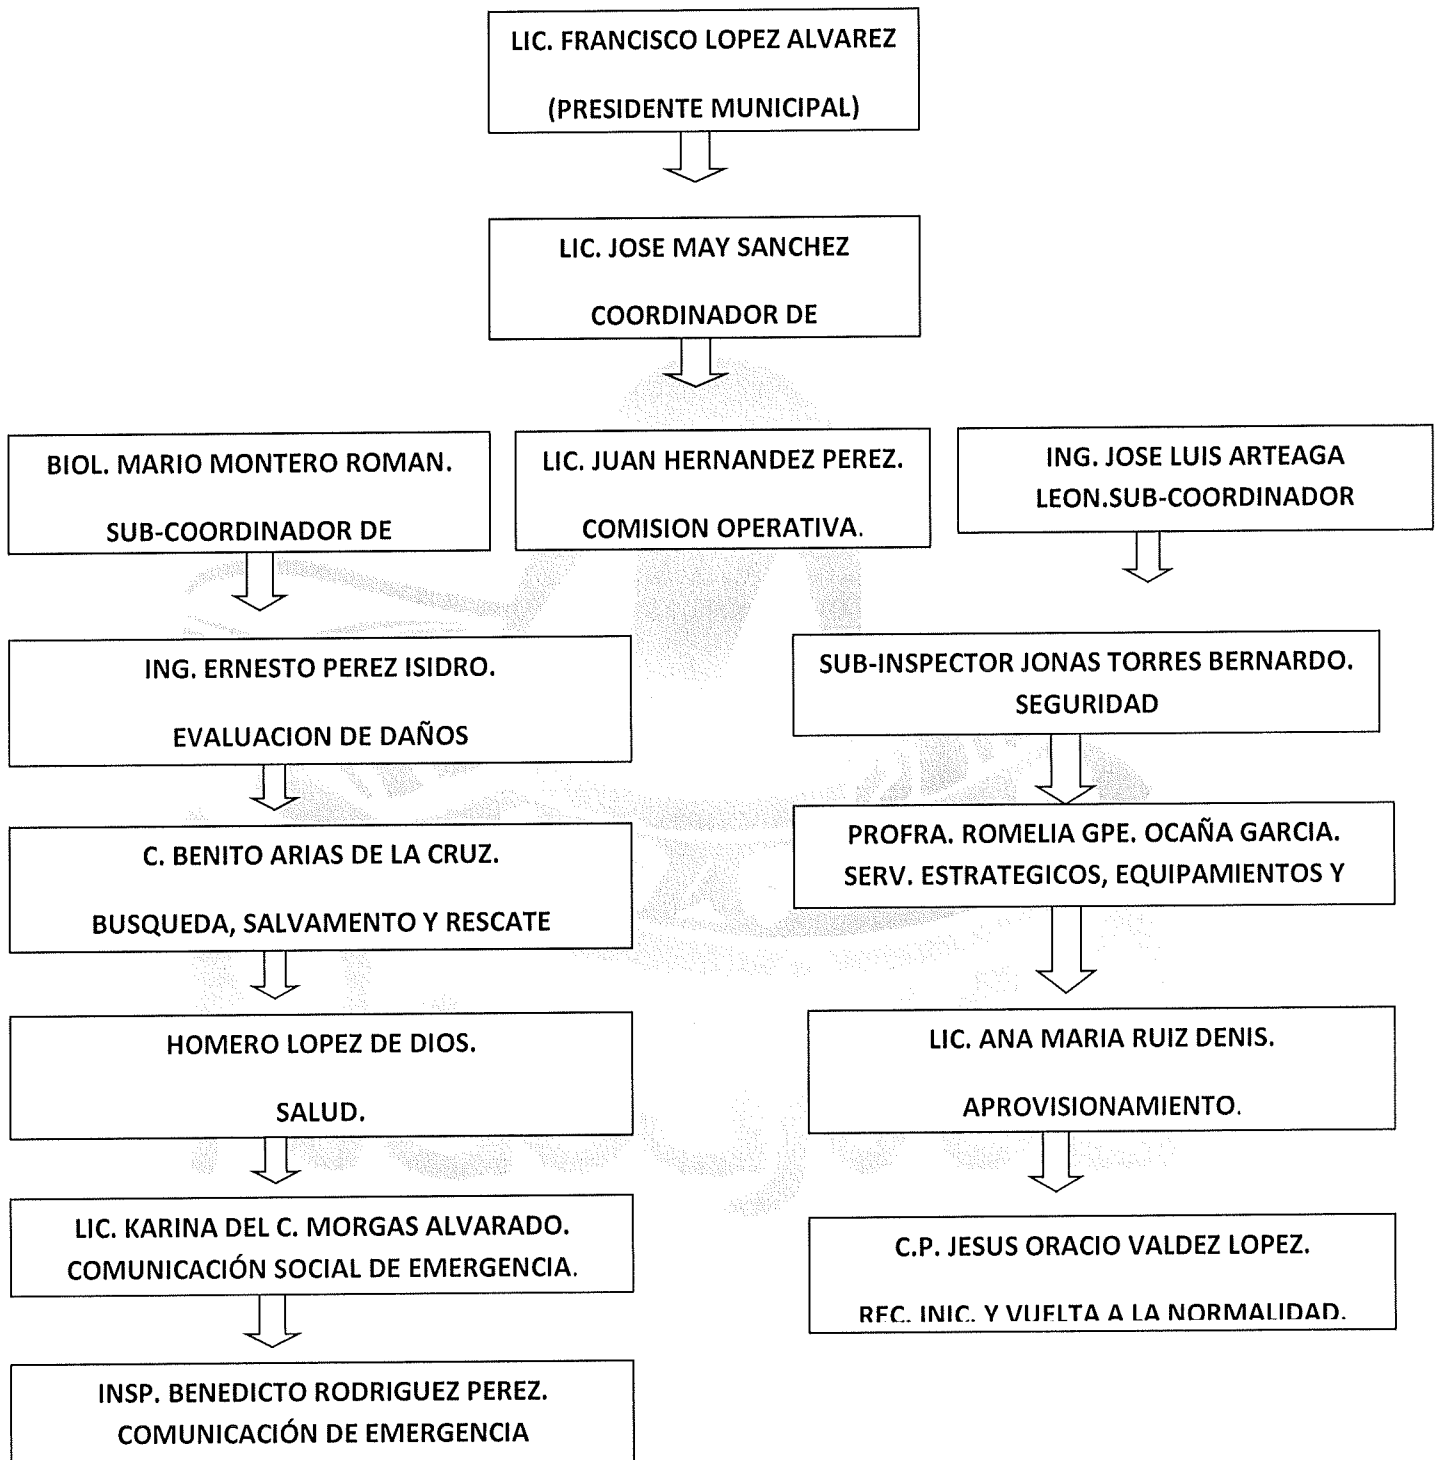 LIC. FRANCISCO LOPEZ ALVAREZ
(PRESIDENTE MUNICIPAL)
LIC. JOSE MAY SANCHEZ
COORDINADOR DE
BIOL. MARIO MONTERO ROMAN.
SUB-COORDINADOR DE
LIC. JUAN HERNANDEZ PEREZ.
COMISION OPERATIVA.
ING. JOSE LUIS ARTEAGA
LEON.SUB-COORDINADOR
ING. ERNESTO PEREZ ISIDRO.
EVALUACION DE DAÑOS
C. BENITO ARIAS DE LA CRUZ.
BUSQUEDA, SALVAMENTO Y RESCATE
HOMERO LOPEZ DE DIOS.
SALUD.
LIC. KARINA DEL C. MORGAS ALVARADO.
COMUNICACIÓN SOCIAL DE EMERGENCIA.
INSP. BENEDICTO RODRIGUEZ PEREZ.
COMUNICACIÓN DE EMERGENCIA
SUB-INSPECTOR JONAS TORRES BERNARDO.
SEGURIDAD
PROFRA. ROMELIA GPE. OCAÑA GARCIA.
SERV. ESTRATEGICOS, EQUIPAMIENTOS Y
LIC. ANA MARIA RUIZ DENIS.
APROVISIONAMIENTO.
C.P. JESUS ORACIO VALDEZ LOPEZ.
REC. INIC. Y VUELTA A LA NORMALIDAD.